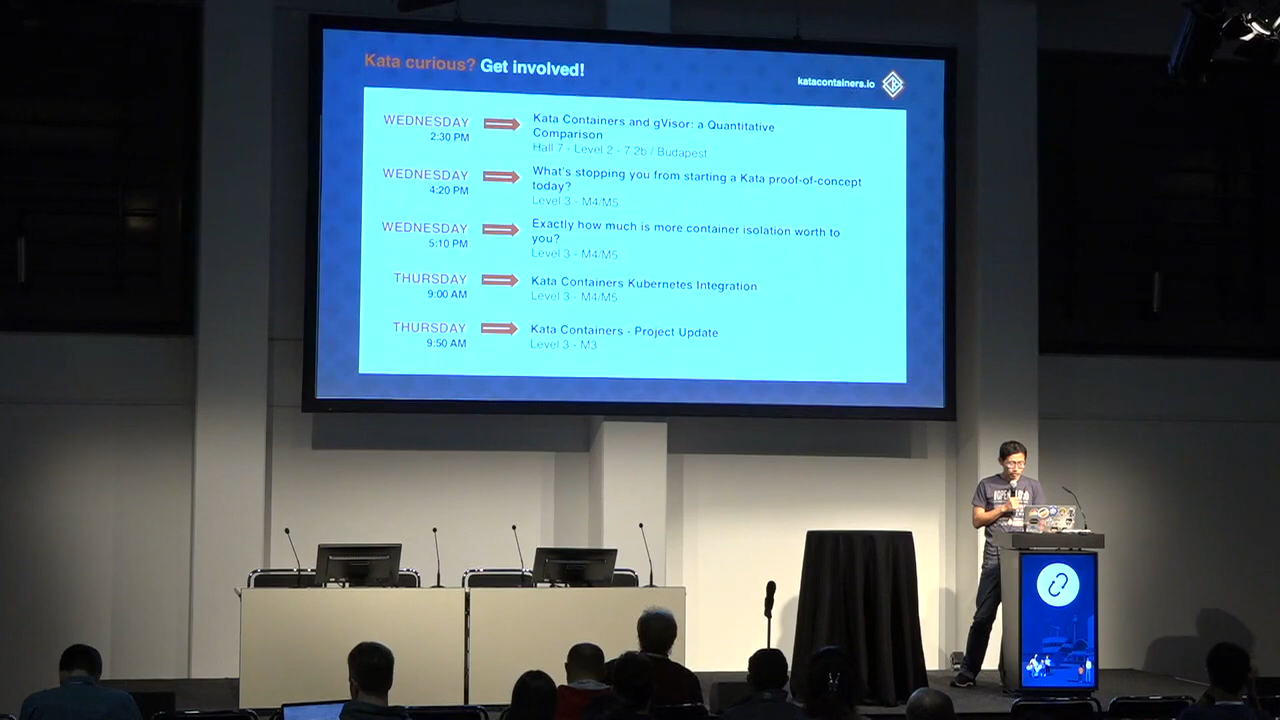 Kata curious? Get involved!
katacontainers.io
WEDNESDAY
2:30 PM
Kata Containers and gVisor: a Quantitative
Comparison
Hall 7 - Level 2 - 7.2b / Budapest
WEDNESDAY
4:20 PM
What's stopping you from starting a Kata proof-of-concept
today?
Level 3 - M4/M5
WEDNESDAY
5:10 PM
Exactly how much is more container isolation worth to
you?
Level 3 - M4/M5
THURSDAY
9:00 AM
Kata Containers Kubernetes Integration
Level 3 - M4/M5
THURSDAY
9:50 AM
Kata Containers - Project Update
Level 3 - M3